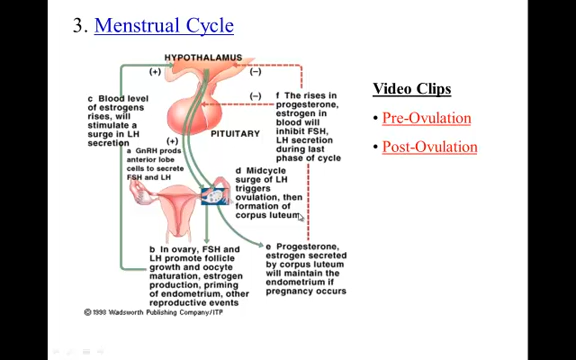 3. Menstrual Cycle
HYPOTHALAMUS
(+)
(–)
c Blood level
of estrogens
rises, will
stimulate a
surge in LH
secretion
(–)
f The rises in
progesterone,
estrogen in
blood will
inhibit FSH,
LH secretion
during last
phase of cycle
PITUITARY
(+)
a GnRH prods
anterior lobe
cells to secrete
FSH and LH
d Midcycle
surge of LH
triggers
ovulation, then
formation of
corpus luteum
b In ovary, FSH and
LH promote follicle
growth and oocyte
maturation, estrogen
production, priming
of endometrium, other
reproductive events
e Progesterone,
estrogen secreted
by corpus luteum
will maintain the
endometrium if
pregnancy occurs
© 1998 Wadsworth Publishing Company/ITP
Video Clips
• Pre-Ovulation
• Post-Ovulation